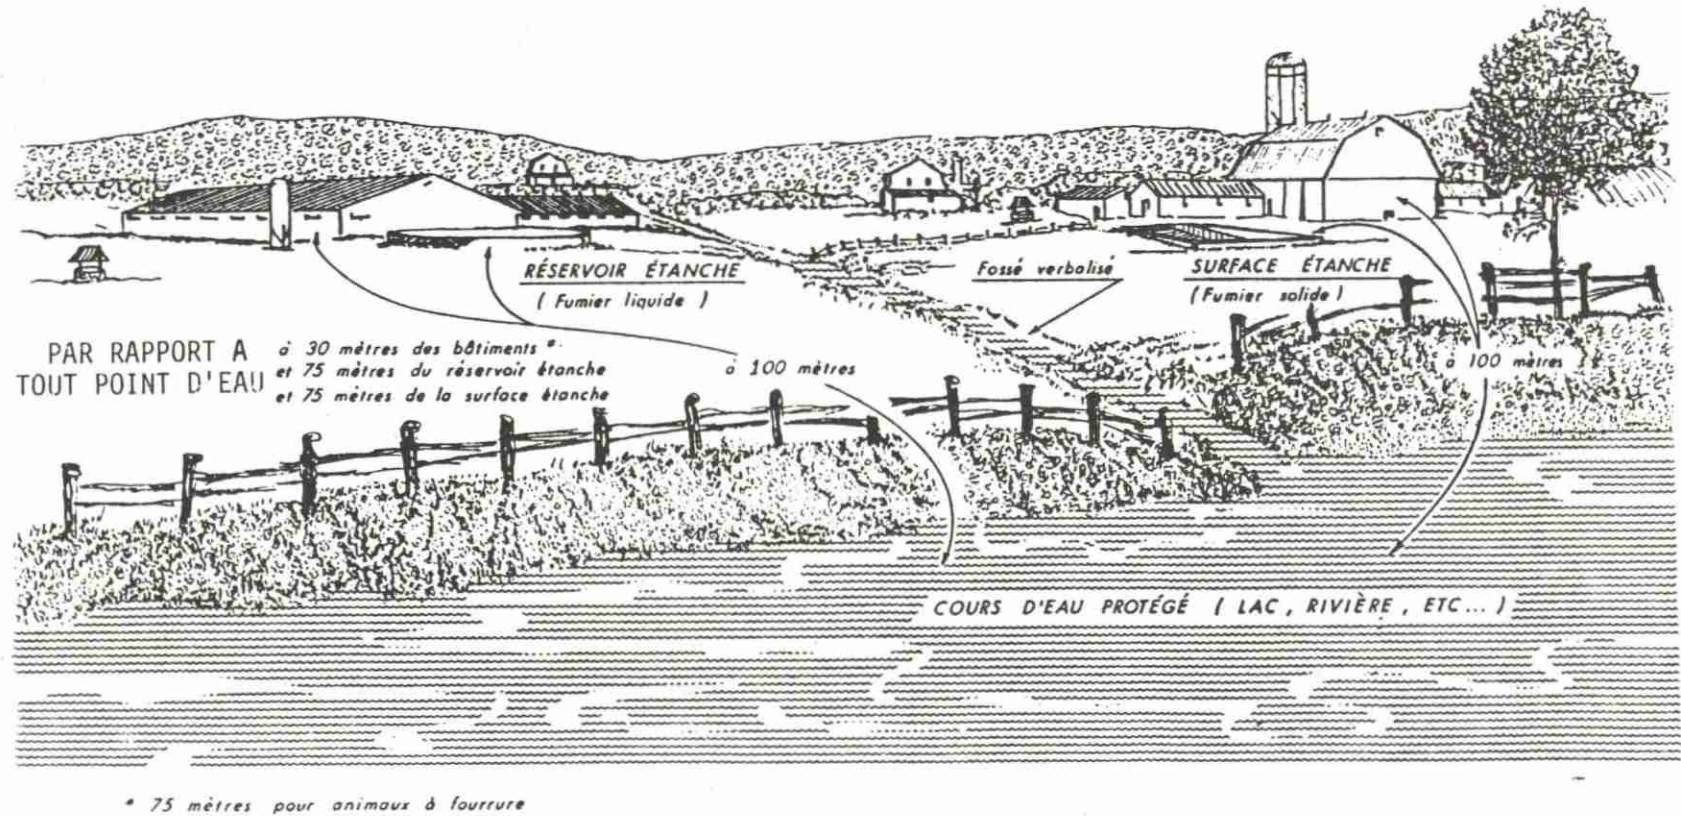 RÉSERVOIR ÉTANCHE
( Fumier liquide )
Fossé verbalisé
SURFACE ÉTANCHE
(Fumier solide)
PAR RAPPORT A
TOUT POINT D'EAU
à 30 mètres des bâtiments *
et 75 mètres du réservoir étanche
et 75 mètres de la surface étanche
à 100 mètres
à 100 mètres
COURS D'EAU PROTÉGÉ ( LAC, RIVIÈRE, ETC... )
* 75 mètres pour animaux à fourrure